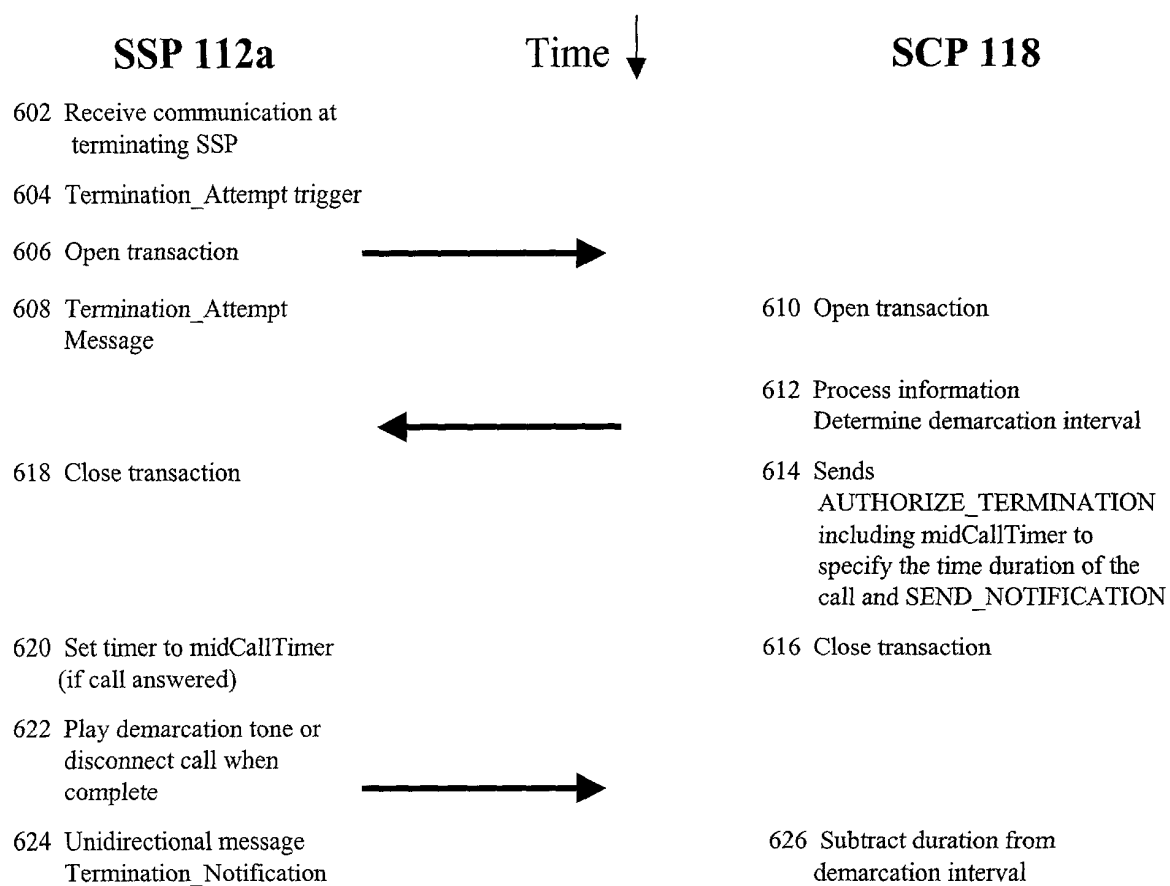 SSP 112a
Time
SCP 118
602 Receive communication at
terminating SSP
604 Termination_Attempt trigger
606 Open transaction
608 Termination_Attempt
Message
610 Open transaction
612 Process information
Determine demarcation interval
618 Close transaction
614 Sends
AUTHORIZE_TERMINATION
including midCallTimer to
specify the time duration of the
call and SEND_NOTIFICATION
620 Set timer to midCallTimer
(if call answered)
616 Close transaction
622 Play demarcation tone or
disconnect call when
complete
624 Unidirectional message
Termination_Notification
626 Subtract duration from
demarcation interval